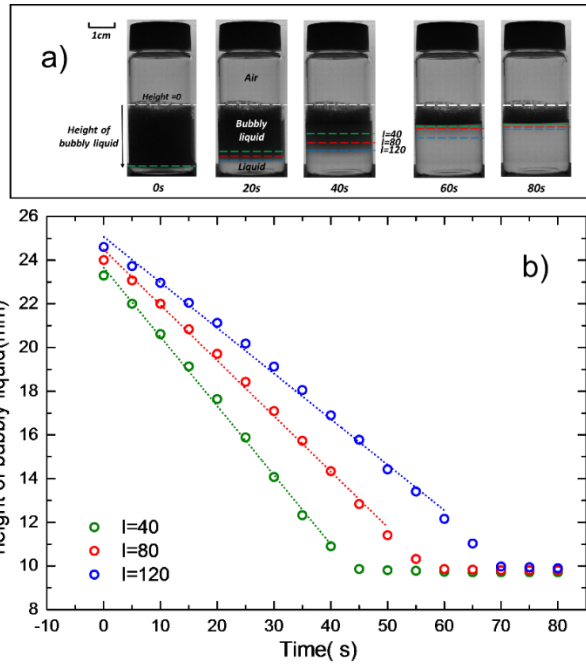 1cm
a)
Air
Height =0
Height of
bubbly liquid
Bubbly
liquid
Liquid
I=40
I=80
I=120
0s 20s 40s 60s 80s
b)
26
24
22
20
18
16
14
12
10
8
height of bubbly liquid(mm)
I=40
I=80
I=120
-10 0 10 20 30 40 50 60 70 80
Time( s)